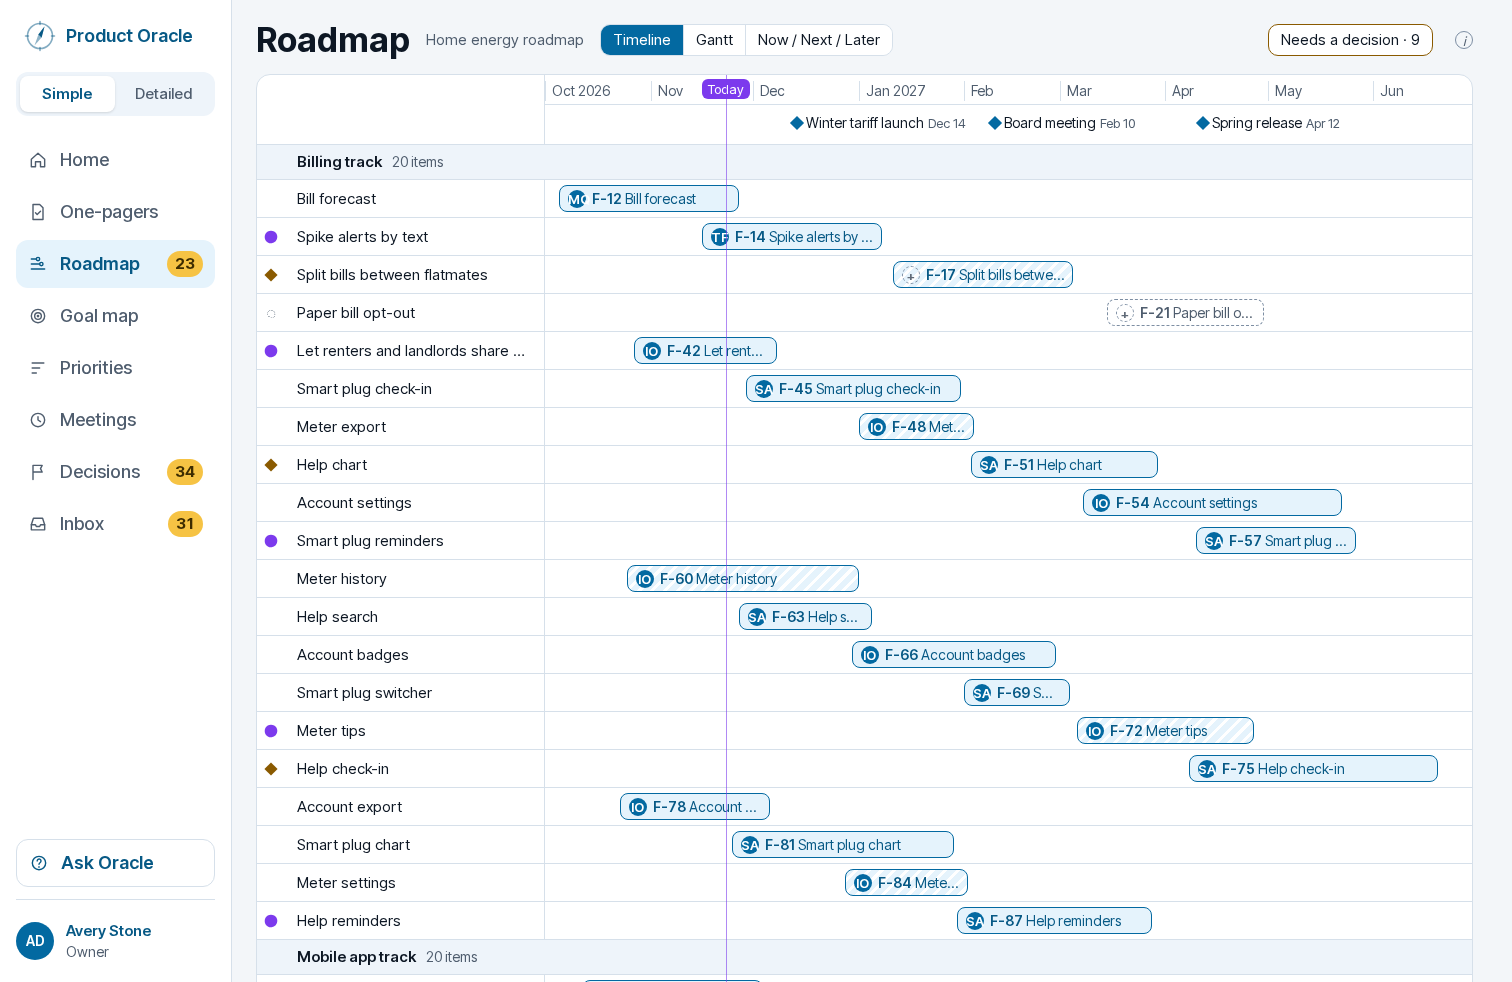 Product Oracle
Simple Detailed
Home
One-pagers
Roadmap 23
Goal map
Priorities
Meetings
Decisions 34
Inbox 31
Ask Oracle
AD Avery Stone
Owner
Roadmap Home energy roadmap Timeline Gantt Now / Next / Later Needs a decision · 9 i
Oct 2026 Nov Today Dec Jan 2027 Feb Mar Apr May Jun
Winter tariff launch Dec 14 Board meeting Feb 10 Spring release Apr 12
Billing track 20 items
Bill forecast F-12 Bill forecast
Spike alerts by text TF F-14 Spike alerts by ...
Split bills between flatmates + F-17 Split bills betwe...
Paper bill opt-out + F-21 Paper bill o...
Let renters and landlords share ... IO F-42 Let rent...
Smart plug check-in SA F-45 Smart plug check-in
Meter export IO F-48 Met...
Help chart SA F-51 Help chart
Account settings IO F-54 Account settings
Smart plug reminders SA F-57 Smart plug ...
Meter history IO F-60 Meter history
Help search SA F-63 Help s...
Account badges IO F-66 Account badges
Smart plug switcher SA F-69 S...
Meter tips IO F-72 Meter tips
Help check-in SA F-75 Help check-in
Account export IO F-78 Account ...
Smart plug chart SA F-81 Smart plug chart
Meter settings IO F-84 Mete...
Help reminders SA F-87 Help reminders
Mobile app track 20 items